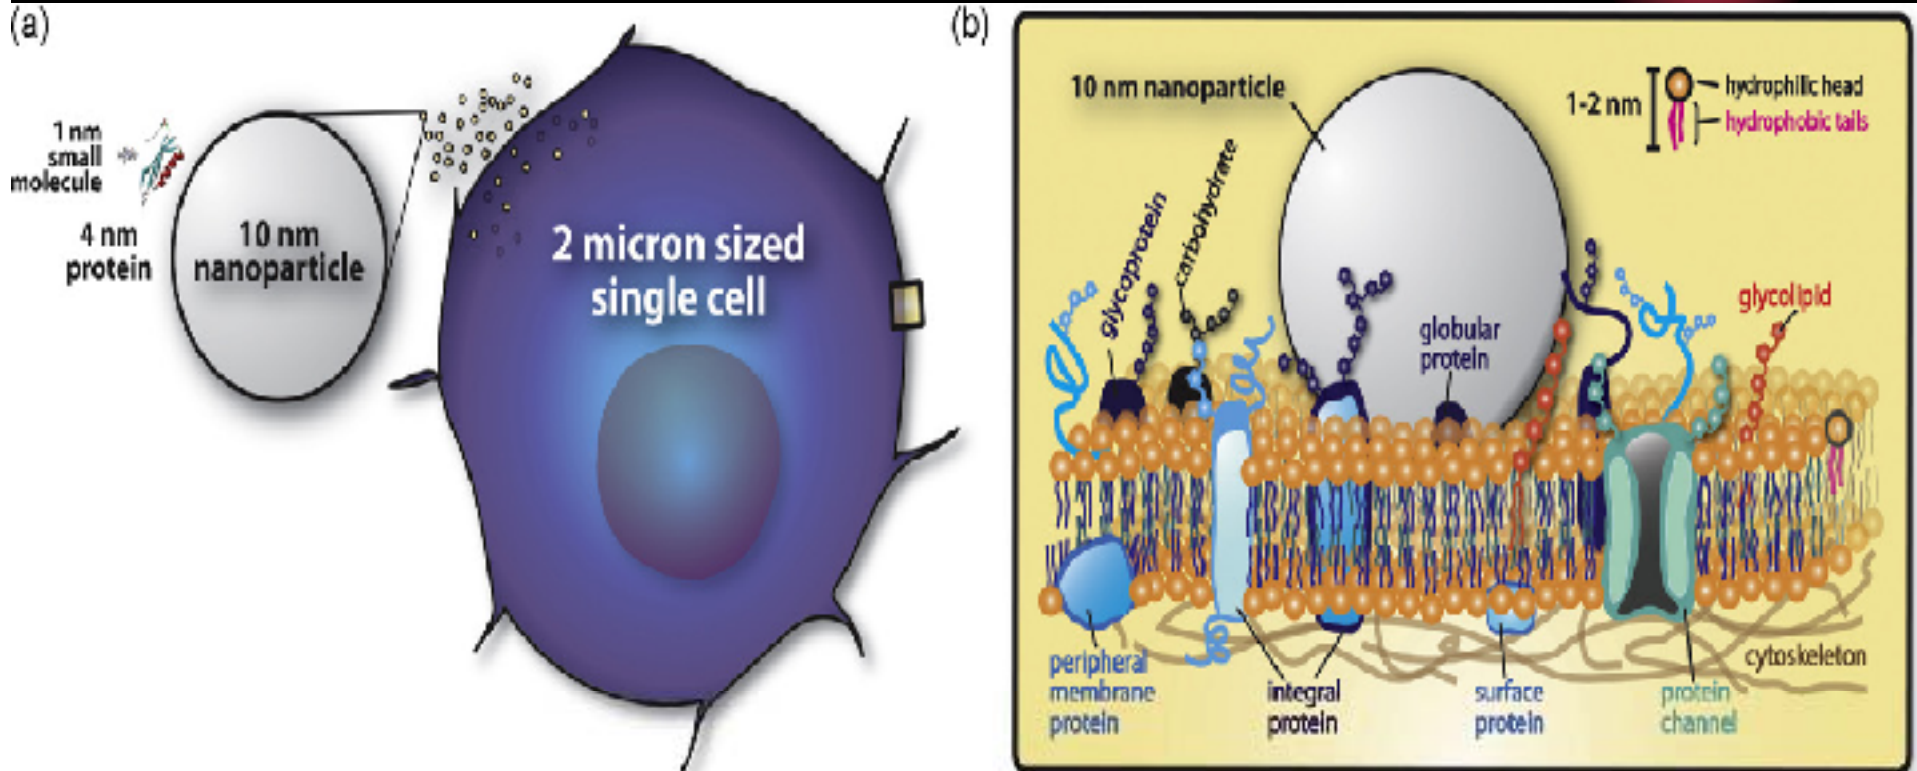 (a)
1 nm
small
molecule
4 nm
protein
10 nm
nanoparticle
2 micron sized
single cell
(b)
10 nm nanoparticle
1-2 nm
hydrophilic head
hydrophobic tails
glycoprotein
carbohydrate
globular
protein
glycolipid
peripheral
membrane
protein
integral
protein
surface
protein
protein
channel
cytoskeleton